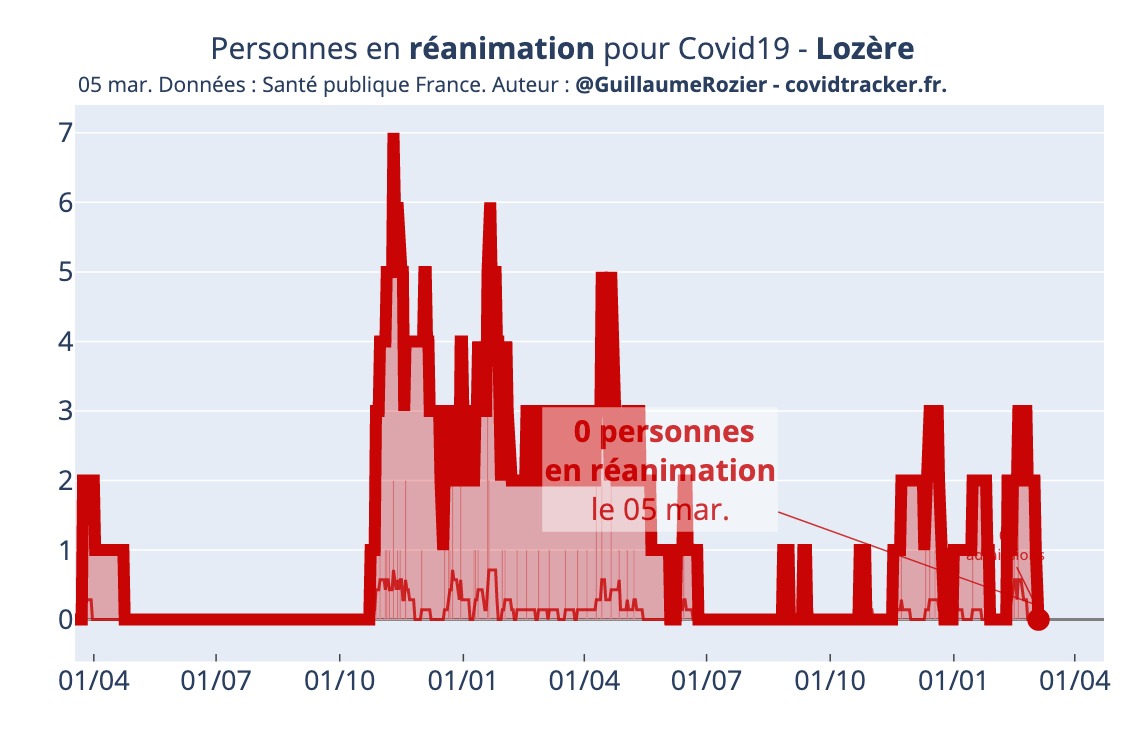 Personnes en réanimation pour Covid19 - Lozère
05 mar. Données : Santé publique France. Auteur : @GuillaumeRozier - covidtracker.fr.
7
6
5
4
3
2
1
0
0 personnes
en réanimation
le 05 mar.
admissions
01/04
01/07
01/10
01/01
01/04
01/07
01/10
01/01
01/04